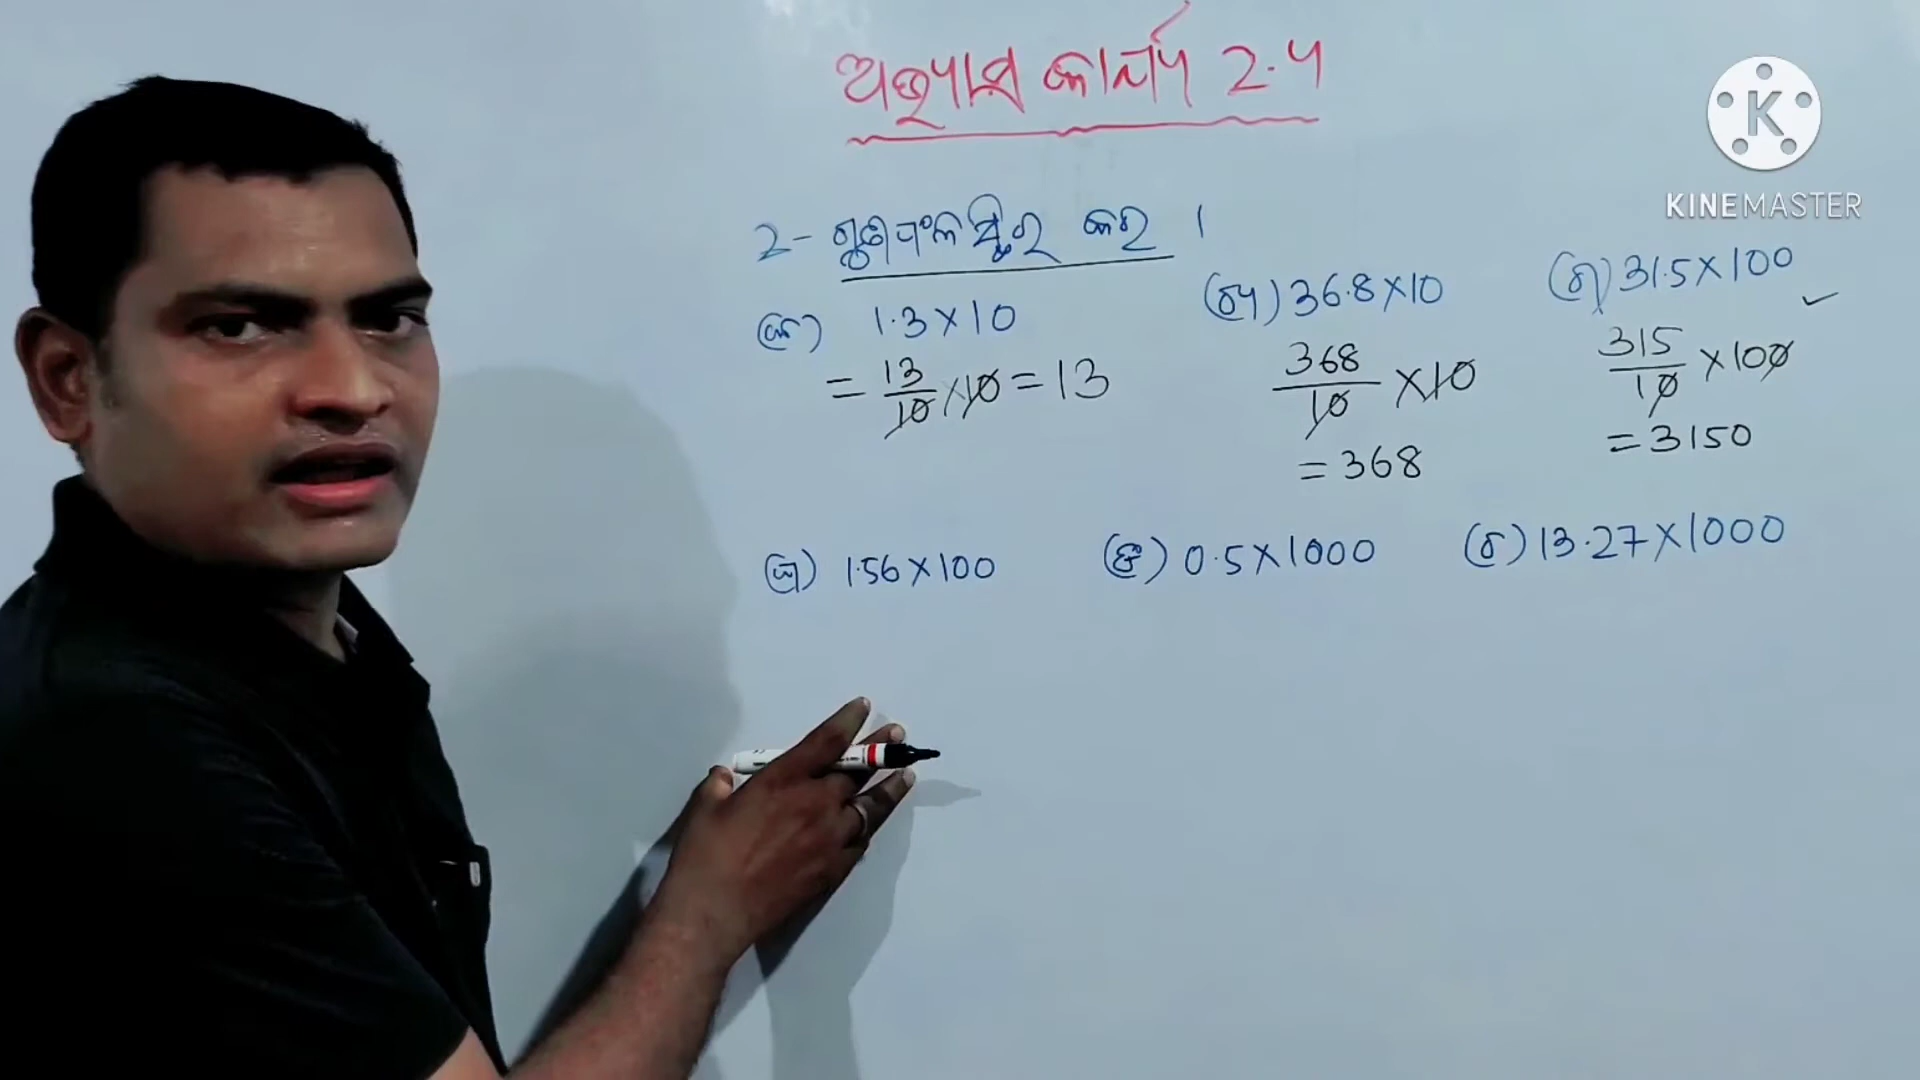 ଅଭ୍ୟାସ କାର୍ଯ୍ୟ 2.4
2- ଗୁଣଫଳ ସ୍ଥିର କର ।
(କ) 1.3 × 10
= 13/10 × 10 = 13
(ଖ) 36.8 × 10
368/10 × 10
= 368
(ଗ) 31.5 × 100 ✓
315/10 × 100
= 3150
(ଘ) 1.56 × 100
(ଙ) 0.5 × 1000
(ଚ) 13.27 × 1000
K
KINEMASTER